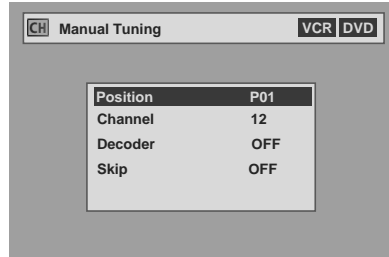 CH Manual Tuning VCR DVD
Position P01
Channel 12
Decoder OFF
Skip OFF